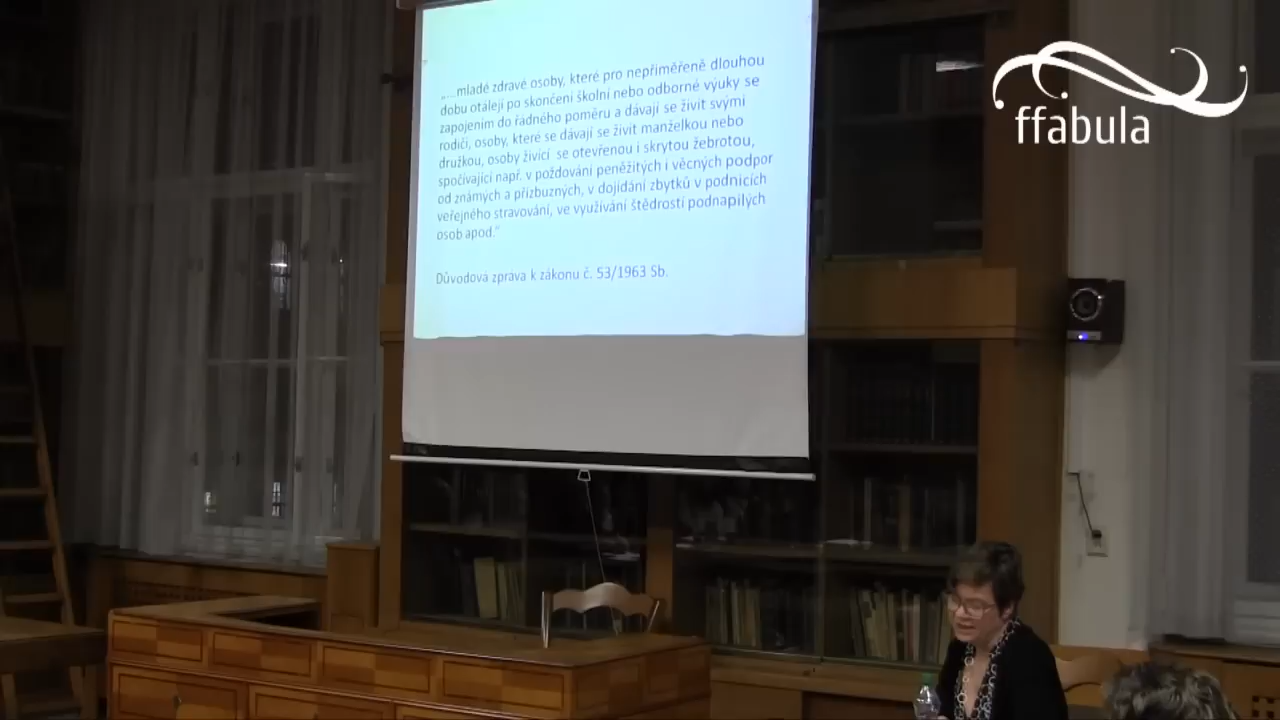 „...mladé zdravé osoby, které pro nepřiměřeně dlouhou
dobu otálejí po skončení školní nebo odborné výuky se
zapojením do řádného poměru a dávají se živit svými
rodiči, osoby, které se dávají se živit manželkou nebo
družkou, osoby živící se otevřenou i skrytou žebrotou,
spočívající např. v poždování peněžitých i věcných podpor
od známých a přízbuzných, v dojídání zbytků v podnicích
veřejného stravování, ve využívání štědrosti podnapilých
osob apod."
Důvodová zpráva k zákonu č. 53/1963 Sb.
ffabula